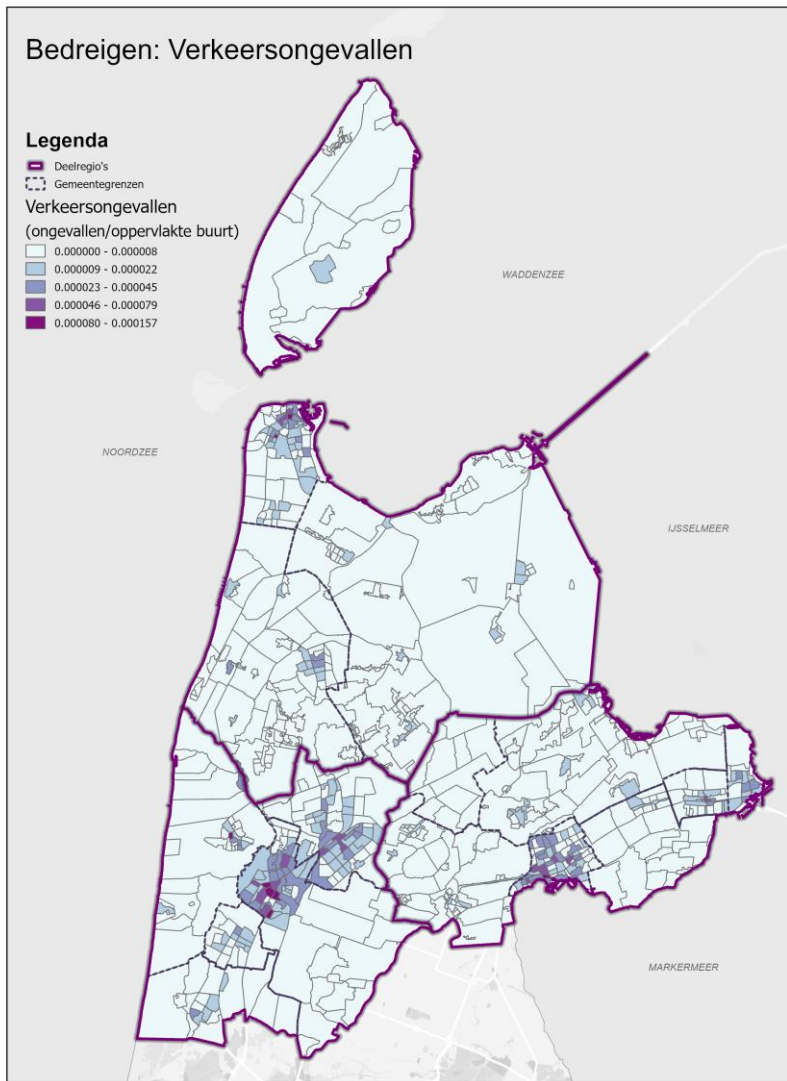 Bedreigen: Verkeersongevallen
Legenda
Deelregio's
Gemeentegrenzen
Verkeersongevallen
(ongevallen/oppervlakte buurt)
0.000000 - 0.000008
0.000009 - 0.000022
0.000023 - 0.000045
0.000046 - 0.000079
0.000080 - 0.000157
WADDENZEE
NOORDZEE
IJSSELMEER
MARKERMEER